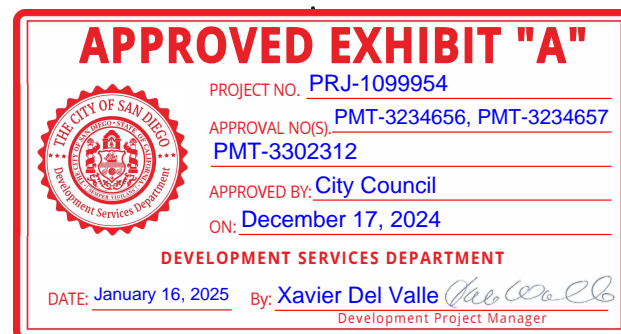 APPROVED EXHIBIT "A"
THE CITY OF SAN DIEGO
Development Services Department
PROJECT NO. PRJ-1099954
APPROVAL NO(S). PMT-3234656, PMT-3234657
PMT-3302312
APPROVED BY: City Council
ON: December 17, 2024
DEVELOPMENT SERVICES DEPARTMENT
DATE: January 16, 2025 By: Xavier Del Valle
Development Project Manager